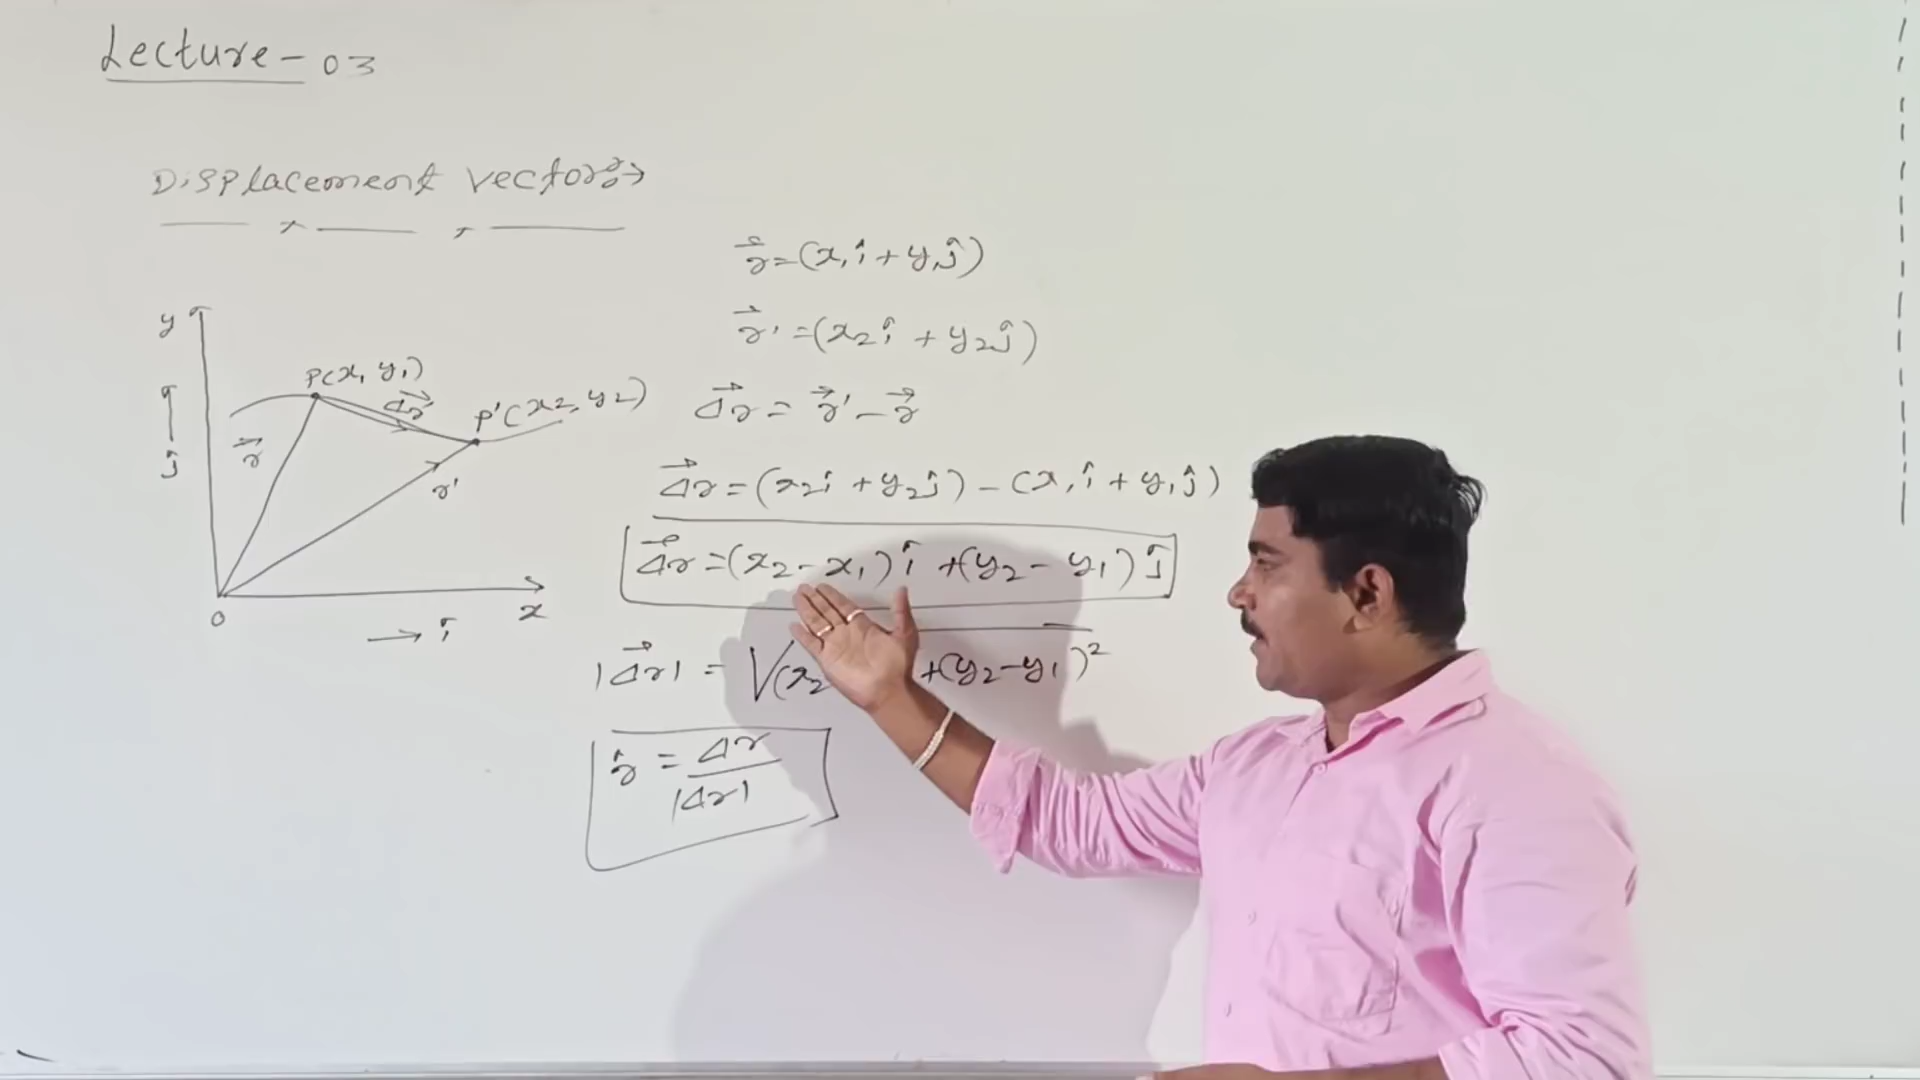 Lecture - 03
Displacement vector :→
y
P(x₁ y₁)
Δr⃗
P'(x₂, y₂)
r⃗
ĵ
r'
O
x
→ î
r⃗ = (x₁î + y₁ĵ)
r⃗' = (x₂î + y₂ĵ)
Δr⃗ = r⃗' - r⃗
Δr⃗ = (x₂î + y₂ĵ) - (x₁î + y₁ĵ)
Δr⃗ = (x₂ - x₁)î + (y₂ - y₁)ĵ
|Δr⃗| = √(x₂ + (y₂-y₁)²
r̂ = Δr / |Δr|